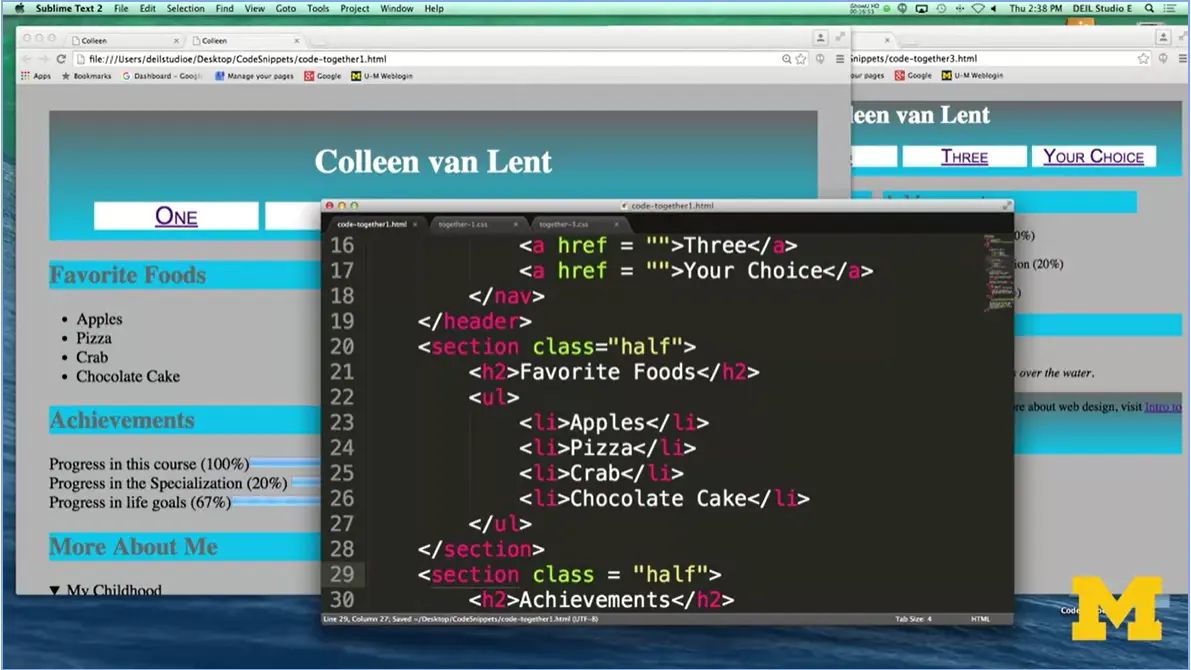 Sublime Text 2 File Edit Selection Find View Goto Tools Project Window Help
00:16:53 Thu 2:38 PM DEIL Studio E
Colleen
Colleen
file:///Users/deilstudioe/Desktop/CodeSnippets/code-together1.html
Apps Bookmarks Dashboard - Googl Manage your pages Google U-M Weblogin
nippets/code-together3.html
our pages Google U-M Weblogin
Colleen van Lent
One
leen van Lent
Three Your Choice
Favorite Foods
Apples
Pizza
Crab
Chocolate Cake
Achievements
Progress in this course (100%)
Progress in the Specialization (20%)
Progress in life goals (67%)
More About Me
▼ My Childhood
0%)
ion (20%)
over the water.
re about web design, visit Intro to
code-together1.html
code-together1.html together-1.css together-3.css
16 <a href = "">Three</a>
17 <a href = "">Your Choice</a>
18 </nav>
19 </header>
20 <section class="half">
21 <h2>Favorite Foods</h2>
22 <ul>
23 <li>Apples</li>
24 <li>Pizza</li>
25 <li>Crab</li>
26 <li>Chocolate Cake</li>
27 </ul>
28 </section>
29 <section class = "half">
30 <h2>Achievements</h2>
Line 29, Column 27; Saved ~/Desktop/CodeSnippets/code-together1.html (UTF-8) Tab Size: 4 HTML
M